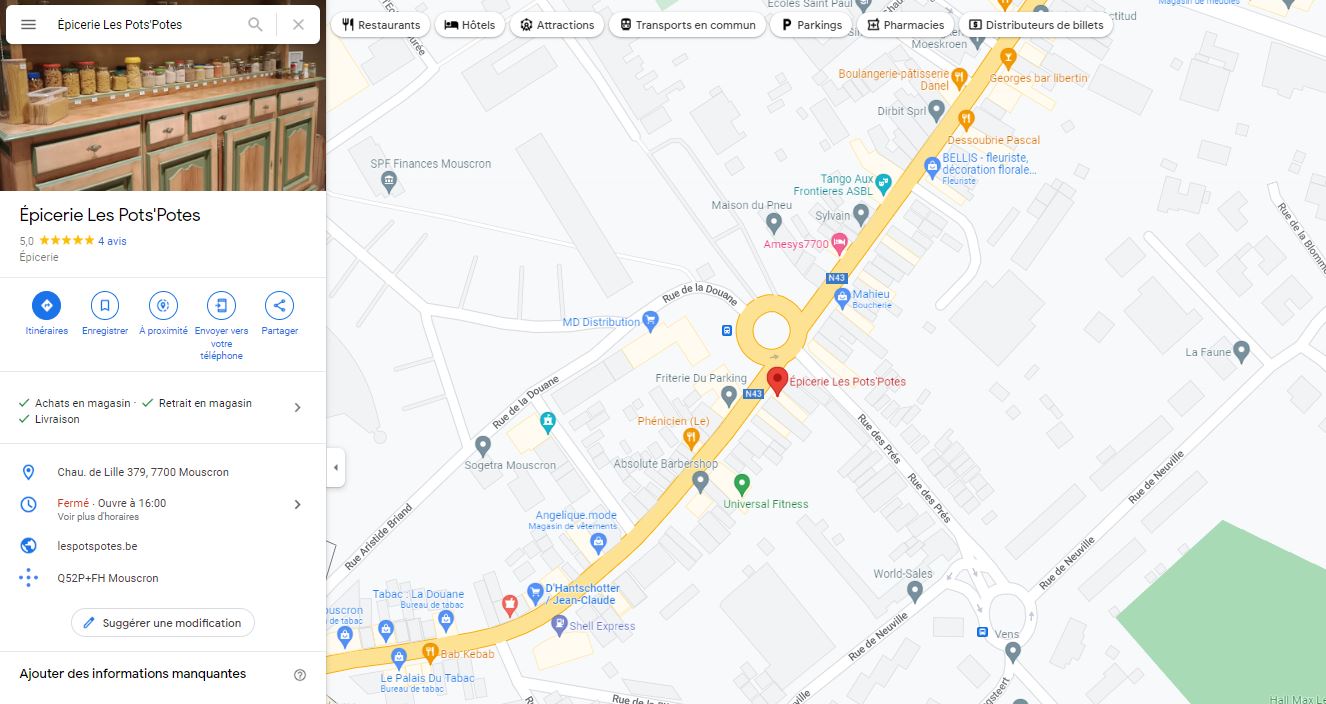 Épicerie Les Pots'Potes
Restaurants
Hôtels
Attractions
Transports en commun
Parkings
Pharmacies
Distributeurs de billets
Épicerie Les Pots'Potes
5,0
4 avis
Épicerie
Itinéraires
Enregistrer
À proximité
Envoyer vers
votre
téléphone
Partager
Achats en magasin · Retrait en magasin
Livraison
Chau. de Lille 379, 7700 Mouscron
Fermé · Ouvre à 16:00
Voir plus d'horaires
lespotspotes.be
Q52P+FH Mouscron
Suggérer une modification
Ajouter des informations manquantes
Ecoles Saint Paul
Magasin de meubles
Moeskroen
Boulangerie-pâtisserie
Danel
Georges bar libertin
Dirbit Sprl
Dessoubrie Pascal
SPF Finances Mouscron
BELLIS - fleuriste,
décoration florale...
Fleuriste
Tango Aux
Frontieres ASBL
Maison du Pneu
Sylvain
Amesys7700
N43
Rue de la Douane
Mahieu
Boucherie
MD Distribution
La Faune
Friterie Du Parking
Épicerie Les Pots'Potes
N43
Rue de la Douane
Phénicien (Le)
Rue des Prés
Sogetra Mouscron
Absolute Barbershop
Rue de Neuville
Universal Fitness
Rue des Prés
Angelique.mode
Magasin de vêtements
Rue Aristide Briand
Rue de Neuville
World-Sales
D'Hantschotter
/ Jean-Claude
Tabac : La Douane
Bureau de tabac
Shell Express
Rue de Neuville
Vens
Bab Kebab
Le Palais Du Tabac
Bureau de tabac